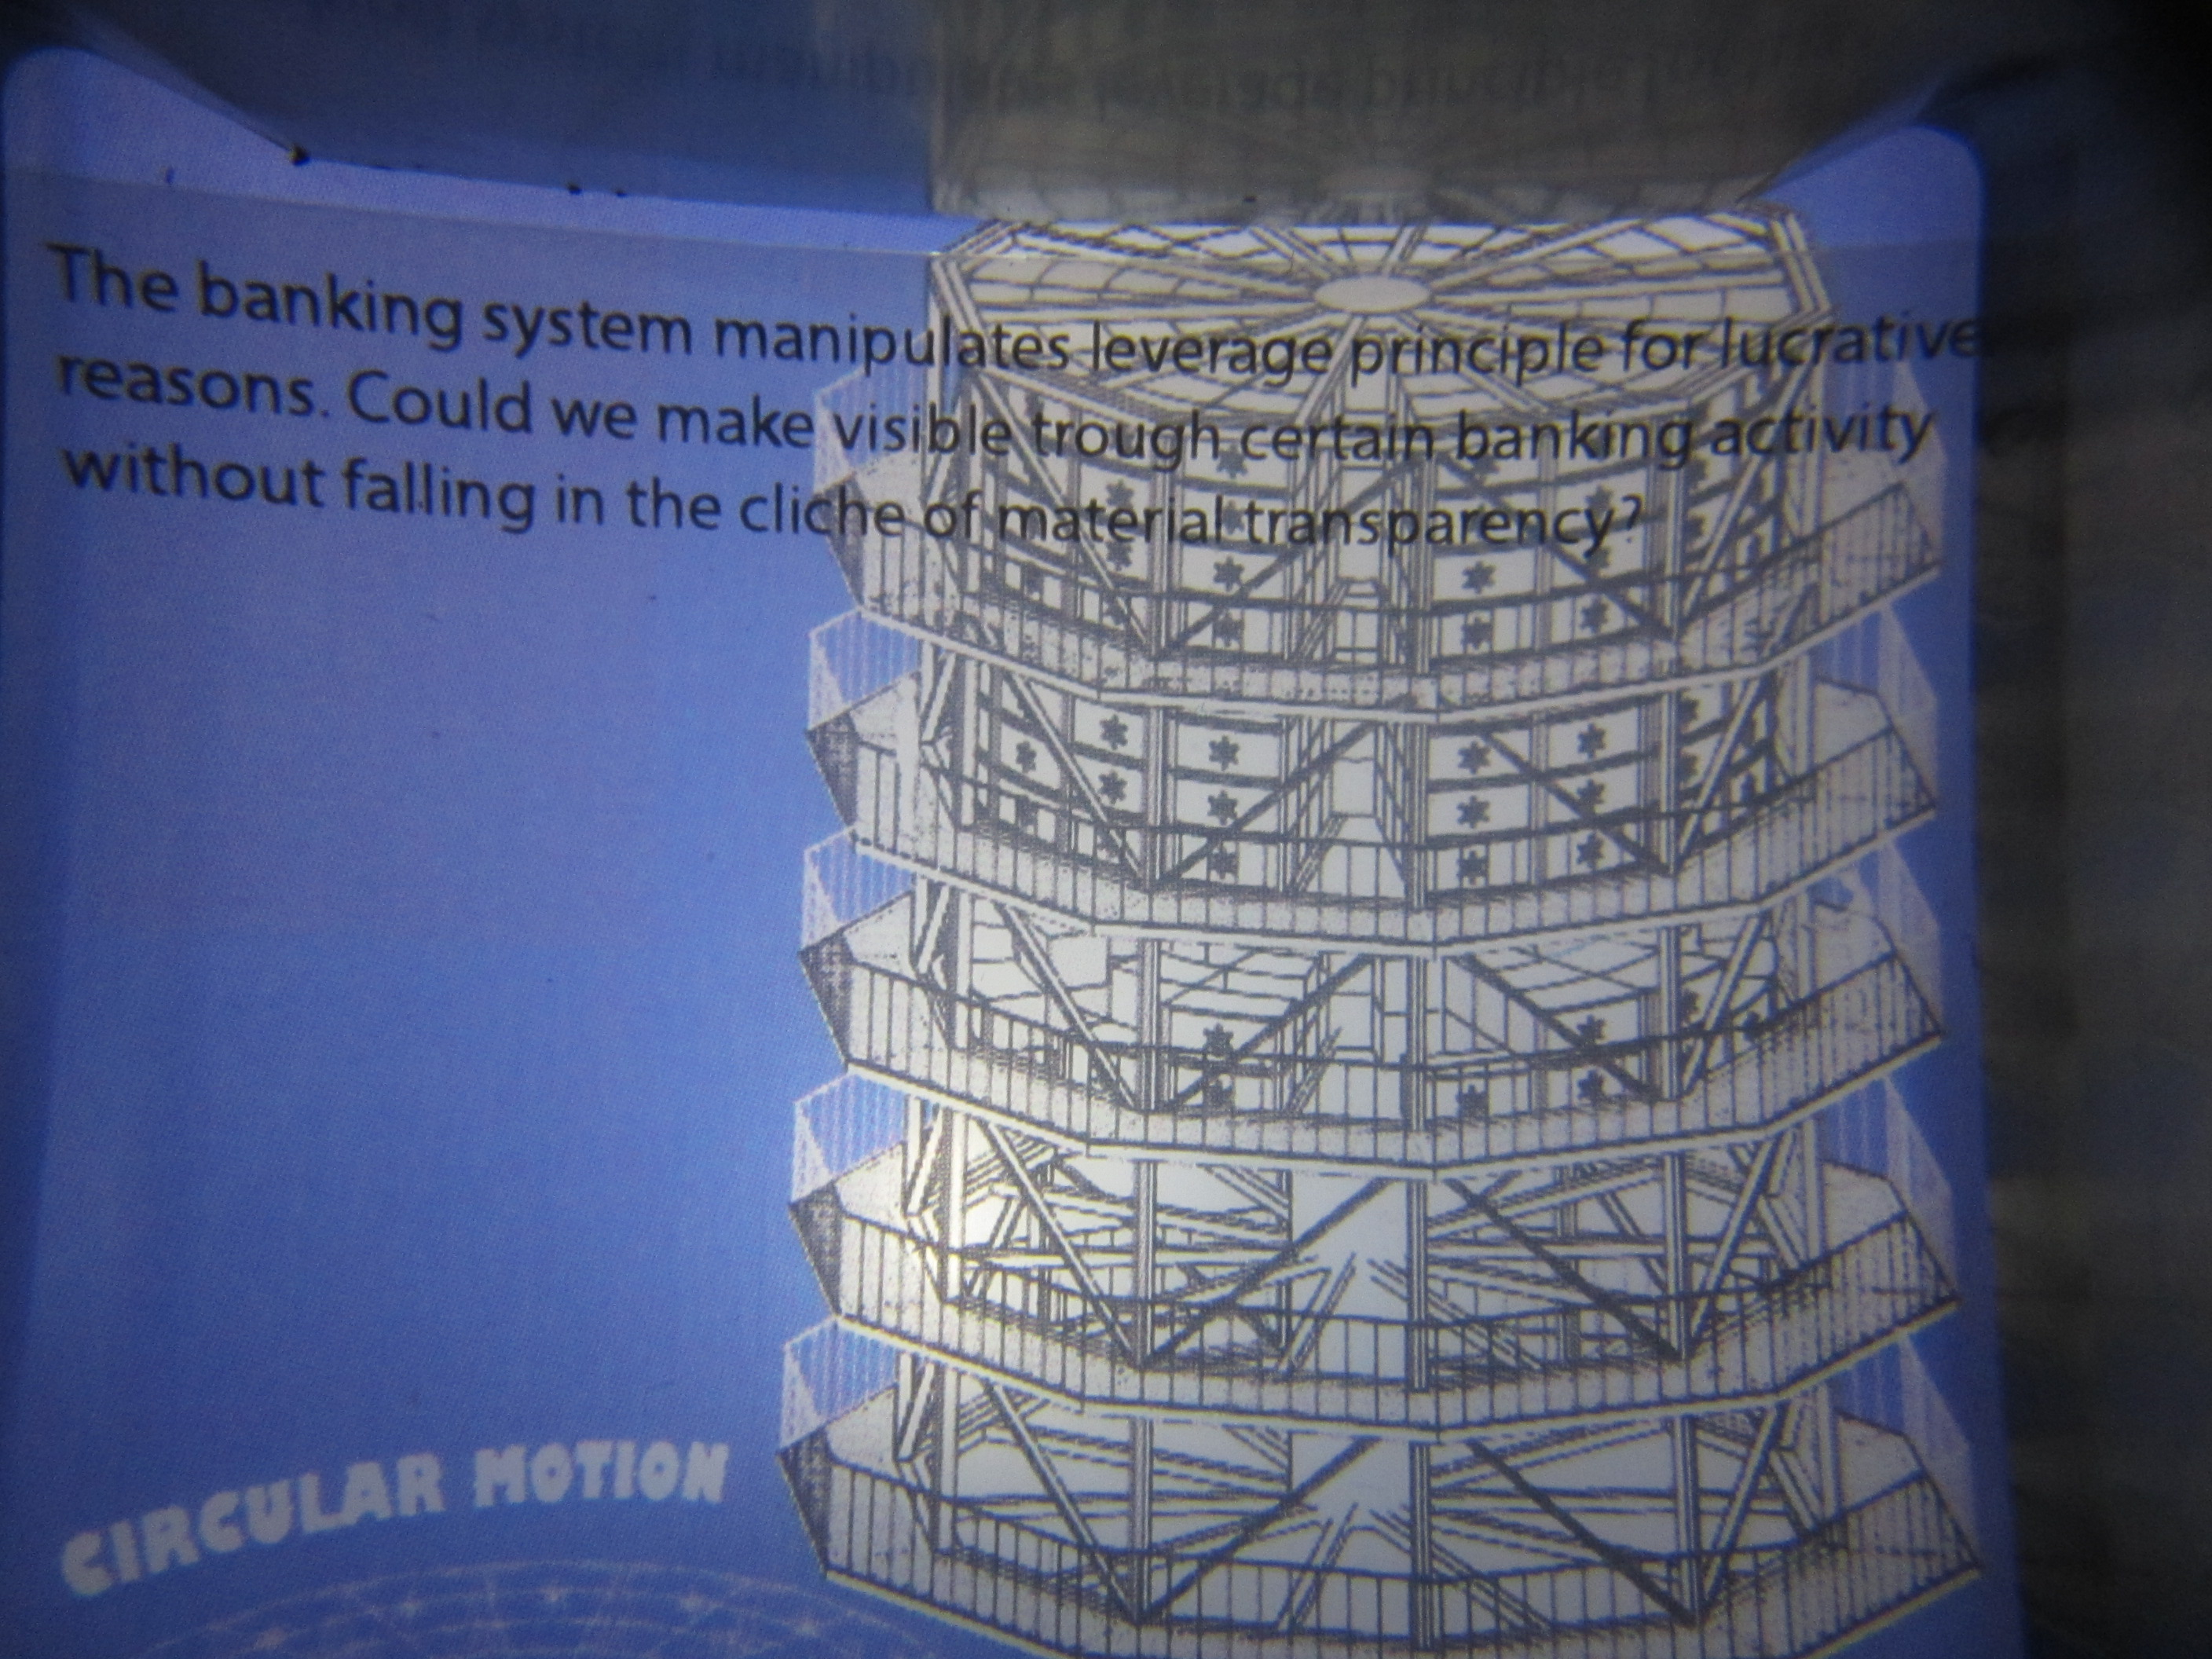 The banking system manipulates leverage principle for lucrative
reasons. Could we make visible trough certain banking activity
without falling in the cliche of material transparency?
CIRCULAR MOTION